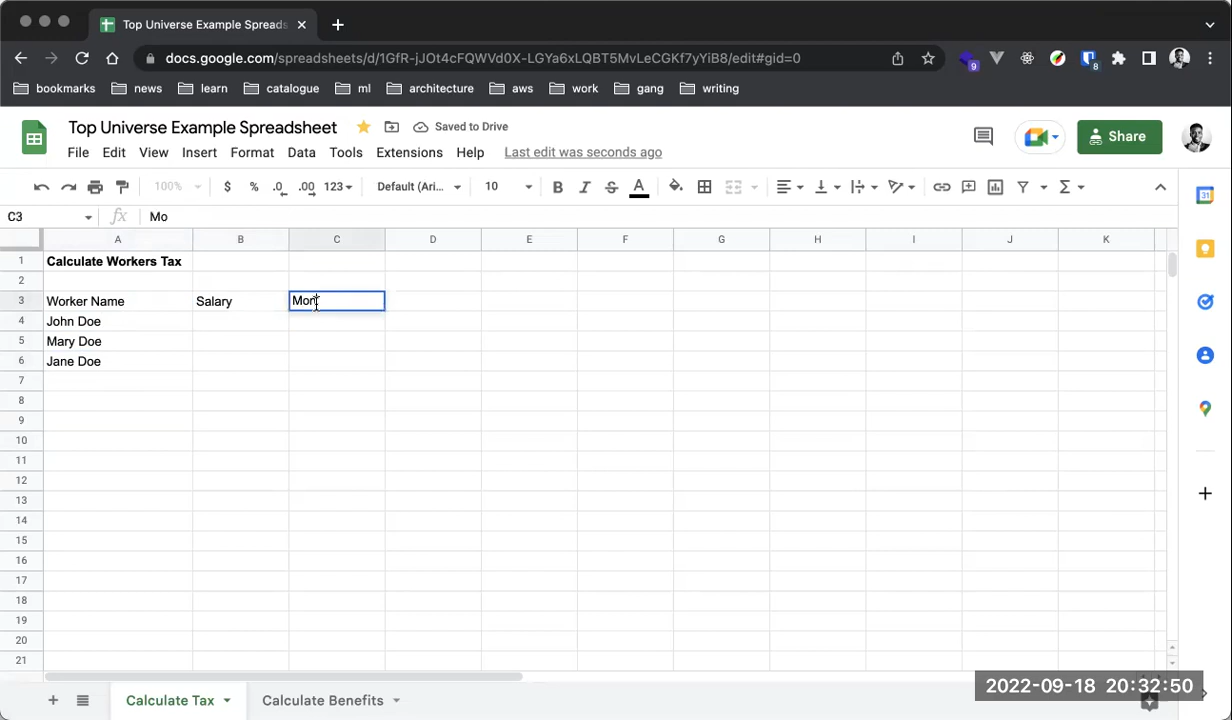 Top Universe Example Spreads
docs.google.com/spreadsheets/d/1GfR-jJOt4cFQWVd0X-LGYa6xLQBT5MvLeCGKf7yYiB8/edit#gid=0
9
8
bookmarks news learn catalogue ml architecture aws work gang writing
Top Universe Example Spreadsheet
Saved to Drive
Share
File Edit View Insert Format Data Tools Extensions Help Last edit was seconds ago
100% $ % .0 .00 123 Default (Ari... 10 B I S A Σ
31
C3 fx Mo
A B C D E F G H I J K
1 Calculate Workers Tax
2
3 Worker Name Salary Mon
4 John Doe
5 Mary Doe
6 Jane Doe
7
8
9
10
11
12
13
14
15
16
17
18
19
20
21
Calculate Tax Calculate Benefits
2022-09-18 20:32:50